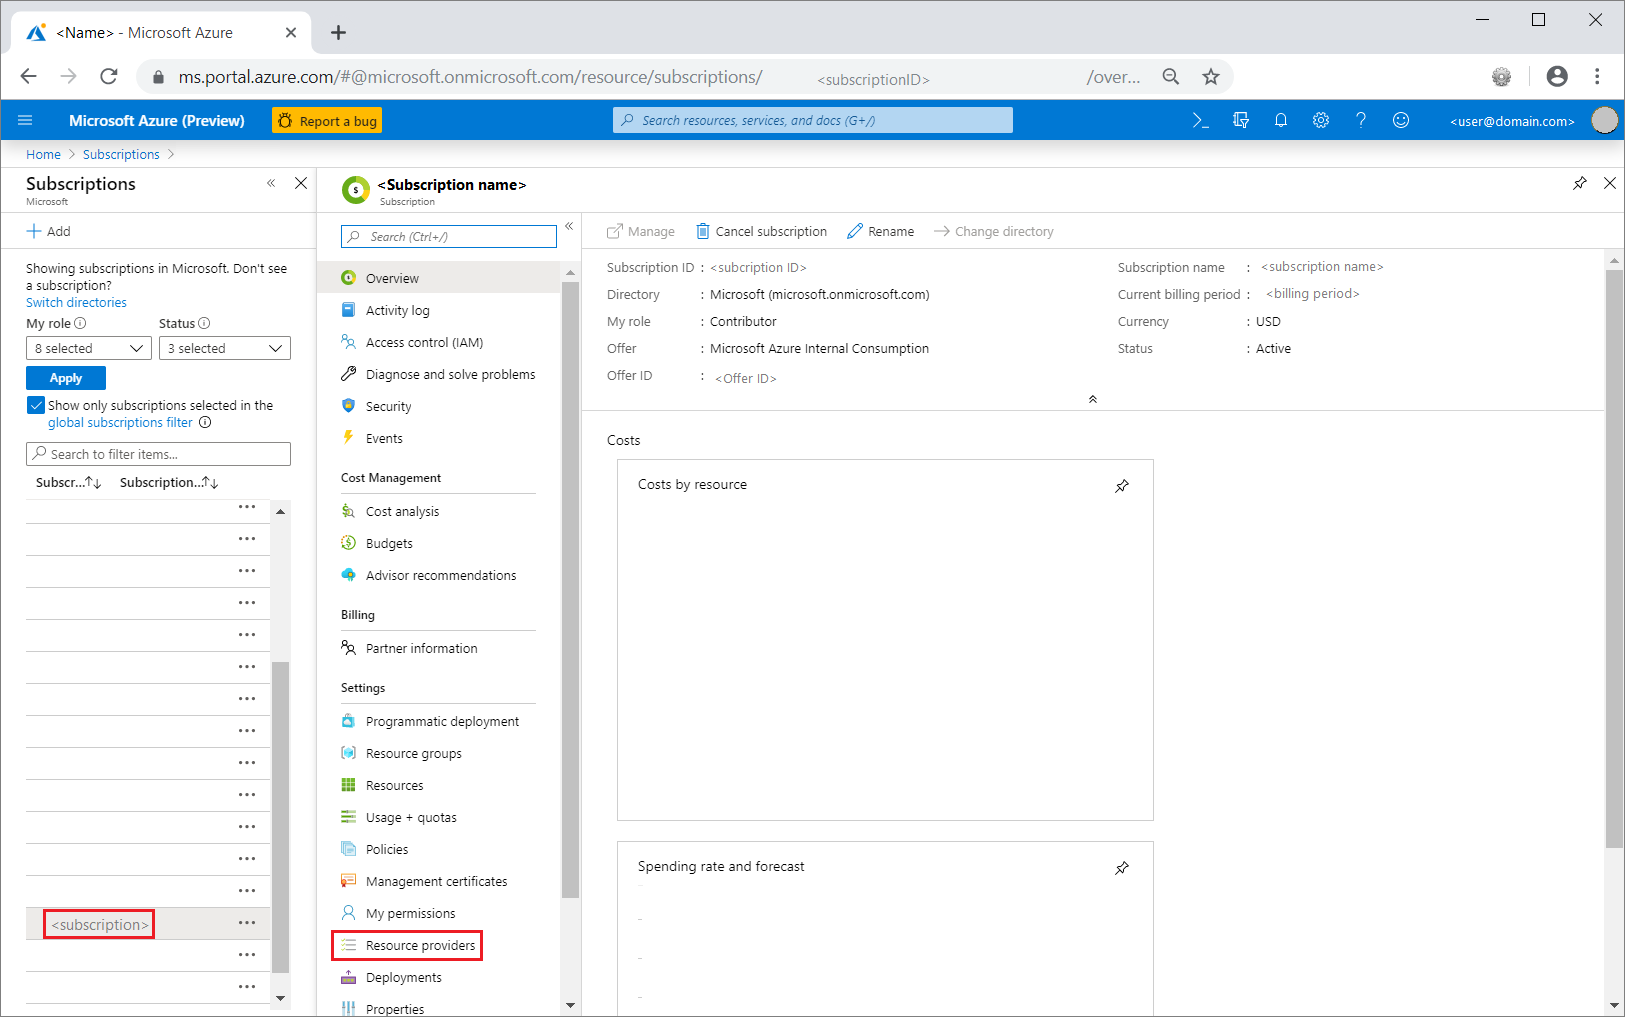 <Name> - Microsoft Azure
ms.portal.azure.com/#@microsoft.onmicrosoft.com/resource/subscriptions/ <subscriptionID> /over...
Microsoft Azure (Preview)
Report a bug
Search resources, services, and docs (G+/)
<user@domain.com>
Home > Subscriptions >
Subscriptions
Microsoft
Add
Showing subscriptions in Microsoft. Don't see
a subscription?
Switch directories
My role
Status
8 selected
3 selected
Apply
Show only subscriptions selected in the
global subscriptions filter
Search to filter items...
Subscr...↑↓
Subscription...↑↓
<subscription>
<Subscription name>
Subscription
Search (Ctrl+/)
Overview
Activity log
Access control (IAM)
Diagnose and solve problems
Security
Events
Cost Management
Cost analysis
Budgets
Advisor recommendations
Billing
Partner information
Settings
Programmatic deployment
Resource groups
Resources
Usage + quotas
Policies
Management certificates
My permissions
Resource providers
Deployments
Properties
Manage
Cancel subscription
Rename
Change directory
Subscription ID : <subcription ID>
Directory : Microsoft (microsoft.onmicrosoft.com)
My role : Contributor
Offer : Microsoft Azure Internal Consumption
Offer ID : <Offer ID>
Subscription name : <subscription name>
Current billing period : <billing period>
Currency : USD
Status : Active
Costs
Costs by resource
Spending rate and forecast